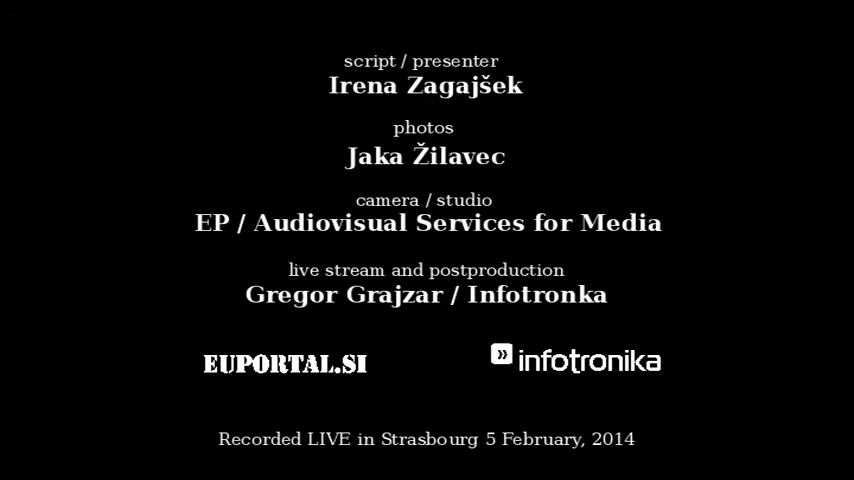 script / presenter
Irena Zagajšek
photos
Jaka Žilavec
camera / studio
EP / Audiovisual Services for Media
live stream and postproduction
Gregor Grajzar / Infotronka
EUPORTAL.SI
» infotronika
Recorded LIVE in Strasbourg 5 February, 2014